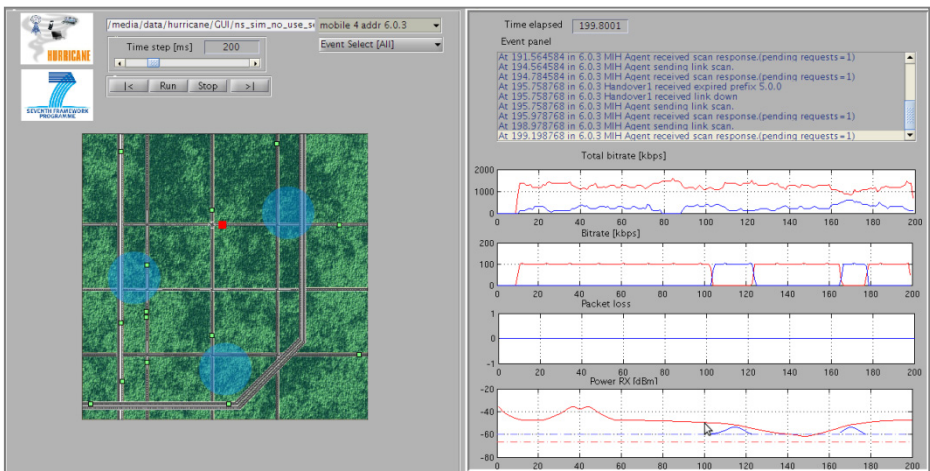 HURRICANE
SEVENTH FRAMEWORK
PROGRAMME
/media/data/hurricane/GUI/ns_sim_no_use_s
mobile 4 addr 6.0.3
Time step [ms] 200
Event Select [All]
|< Run Stop >|
Time elapsed 199.8001
Event panel
At 191.564584 in 6.0.3 MIH Agent received scan response.(pending requests=1)
At 194.564584 in 6.0.3 MIH Agent sending link scan.
At 194.784584 in 6.0.3 MIH Agent received scan response.(pending requests=1)
At 195.758768 in 6.0.3 Handover1 received expired prefix 5.0.0
At 195.758768 in 6.0.3 Handover1 received link down
At 195.758768 in 6.0.3 MIH Agent sending link scan.
At 195.978768 in 6.0.3 MIH Agent received scan response.(pending requests=1)
At 198.978768 in 6.0.3 MIH Agent sending link scan.
At 199.198768 in 6.0.3 MIH Agent received scan response.(pending requests=1)
Total bitrate [kbps]
2000
1000
0
0 20 40 60 80 100 120 140 160 180 200
Bitrate [kbps]
200
100
0
0 20 40 60 80 100 120 140 160 180 200
Packet loss
1
0
-1
0 20 40 60 80 100 120 140 160 180 200
Power RX [dBm]
-20
-40
-60
-80
0 20 40 60 80 100 120 140 160 180 200